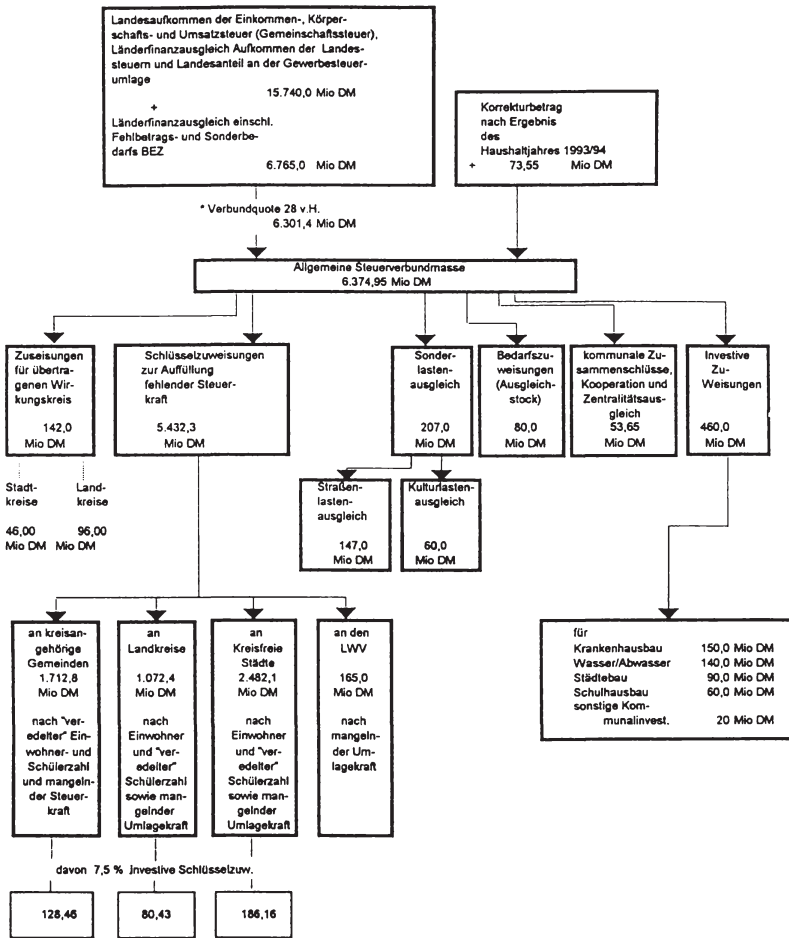 Landesaufkommen der Einkommen-, Körper-
schafts- und Umsatzsteuer (Gemeinschaftssteuer),
Länderfinanzausgleich Aufkommen der Landes-
steuern und Landesanteil an der Gewerbesteuer-
umlage
15.740,0 Mio DM
+
Länderfinanzausgleich einschl.
Fehlbetrags- und Sonderbe-
darfs BEZ
6.765,0 Mio DM
Korrekturbetrag
nach Ergebnis
des
Haushaltjahres 1993/94
+ 73,55 Mio DM
* Verbundquote 28 v.H.
6.301,4 Mio DM
Allgemeine Steuerverbundmasse
6.374,95 Mio DM
Zuseisungen
für übertra-
genen Wir-
kungskreis
142,0
Mio DM
Schlüsselzuweisungen
zur Auffüllung
fehlender Steuer-
kraft
5.432,3
Mio DM
Sonder-
lasten-
ausgleich
207,0
Mio DM
Bedarfszu-
weisungen
(Ausgleich-
stock)
80,0
Mio DM
kommunale Zu-
sammenschlüsse,
Kooperation und
Zentralitätsaus-
gleich
53,65
Mio DM
Investive
Zu-
Weisungen
460,0
Mio DM
Stadt-
kreise
46,00
Mio DM
Land-
kreise
96,00
Mio DM
Straßen-
lasten-
ausgleich
147,0
Mio DM
Kulturlasten-
ausgleich
60,0
Mio DM
an kreisan-
gehörige
Gemeinden
1.712,8
Mio DM
nach "ver-
edelter" Ein-
wohner- und
Schülerzahl
und mangeln-
der Steuer-
kraft
an
Landkreise
1.072,4
Mio DM
nach
Einwohner
und "ver-
edelter"
Schülerzahl
sowie man-
gelnder
Umlagekraft
an
Kreisfreie
Städte
2.482,1
Mio DM
nach
Einwohner
und "ver-
edelter"
Schülerzahl
sowie man-
gelnder
Umlagekraft
an den
LWV
165,0
Mio DM
nach
mangeln-
der Um-
lagekraft
für
Krankenhausbau 150,0 Mio DM
Wasser/Abwasser 140,0 Mio DM
Städtebau 90,0 Mio DM
Schulhausbau 60,0 Mio DM
sonstige Kom-
munalinvest. 20 Mio DM
davon 7,5 % Investive Schlüsselzuw.
128,46
80,43
186,16